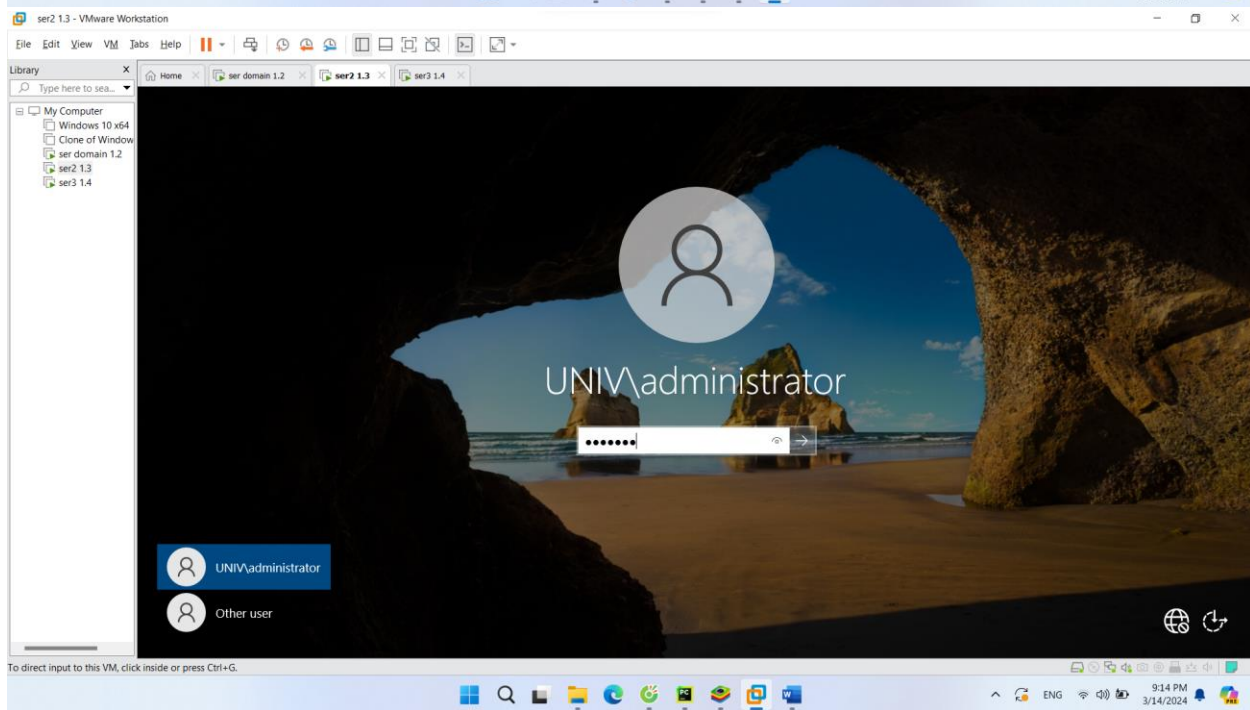 ser2 1.3 - VMware Workstation
File Edit View VM Tabs Help
Library X
Home ser domain 1.2 ser2 1.3 ser3 1.4
Type here to sea...
My Computer
Windows 10 x64
Clone of Window
ser domain 1.2
ser2 1.3
ser3 1.4
UNIV\administrator
UNIV\administrator
Other user
To direct input to this VM, click inside or press Ctrl+G.
ENG
9:14 PM
3/14/2024